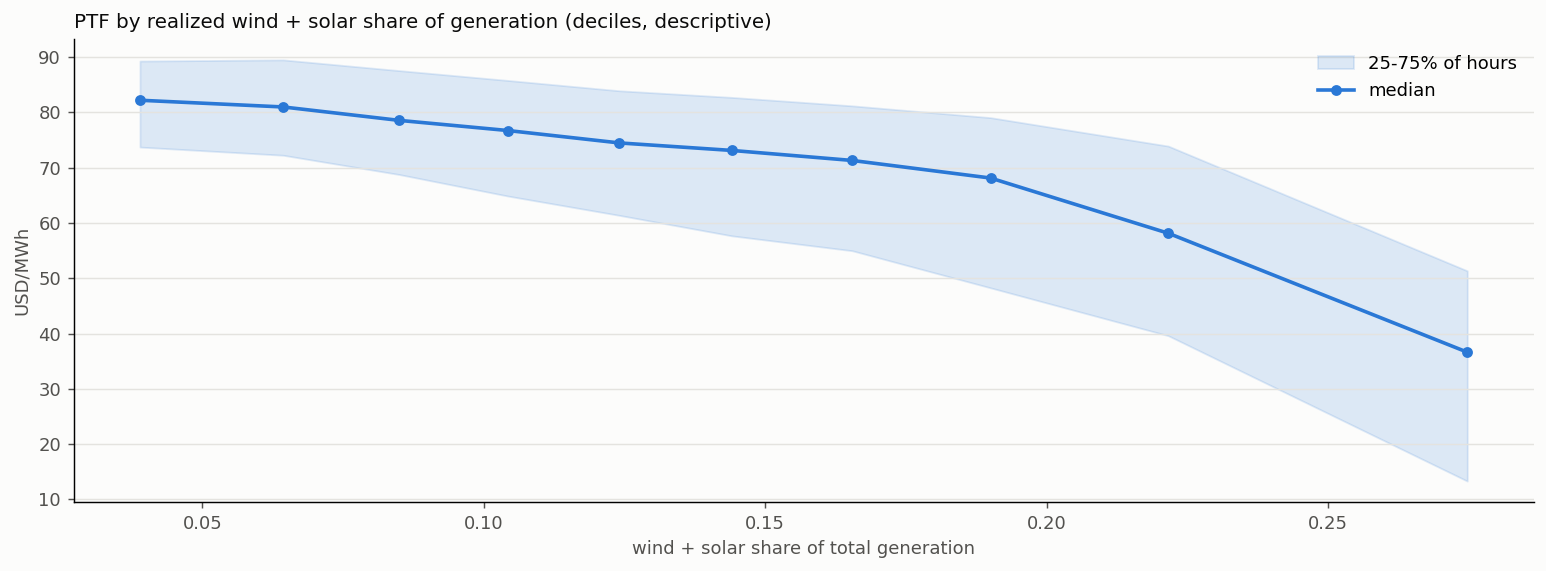 PTF by realized wind + solar share of generation (deciles, descriptive)
25-75% of hours
median
USD/MWh
90
80
70
60
50
40
30
20
10
0.05 0.10 0.15 0.20 0.25
wind + solar share of total generation